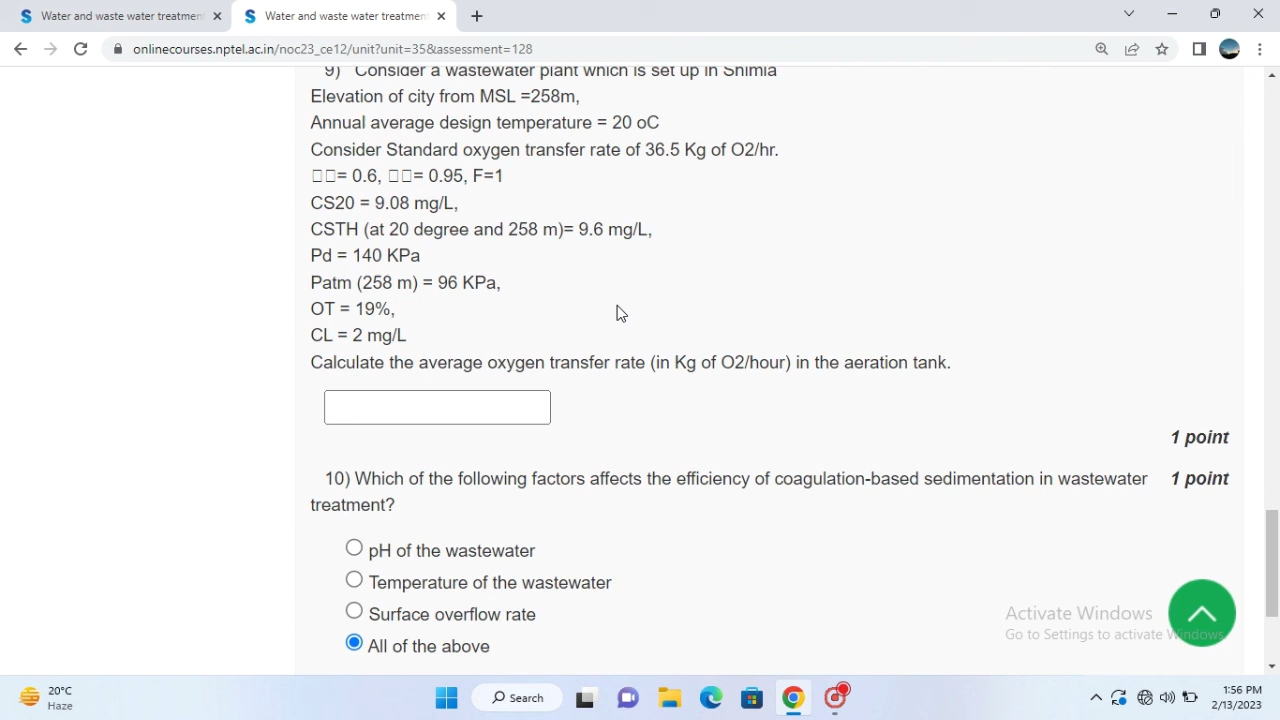 Water and waste water treatment
Water and waste water treatment
onlinecourses.nptel.ac.in/noc23_ce12/unit?unit=35&assessment=128
9) Consider a wastewater plant which is set up in Shimla
Elevation of city from MSL =258m,
Annual average design temperature = 20 oC
Consider Standard oxygen transfer rate of 36.5 Kg of O2/hr.
□□= 0.6, □□= 0.95, F=1
CS20 = 9.08 mg/L,
CSTH (at 20 degree and 258 m)= 9.6 mg/L,
Pd = 140 KPa
Patm (258 m) = 96 KPa,
OT = 19%,
CL = 2 mg/L
Calculate the average oxygen transfer rate (in Kg of O2/hour) in the aeration tank.
1 point
10) Which of the following factors affects the efficiency of coagulation-based sedimentation in wastewater 1 point
treatment?
pH of the wastewater
Temperature of the wastewater
Surface overflow rate
All of the above
Activate Windows
Go to Settings to activate Windows.
20°C
Haze
Search
1:56 PM
2/13/2023